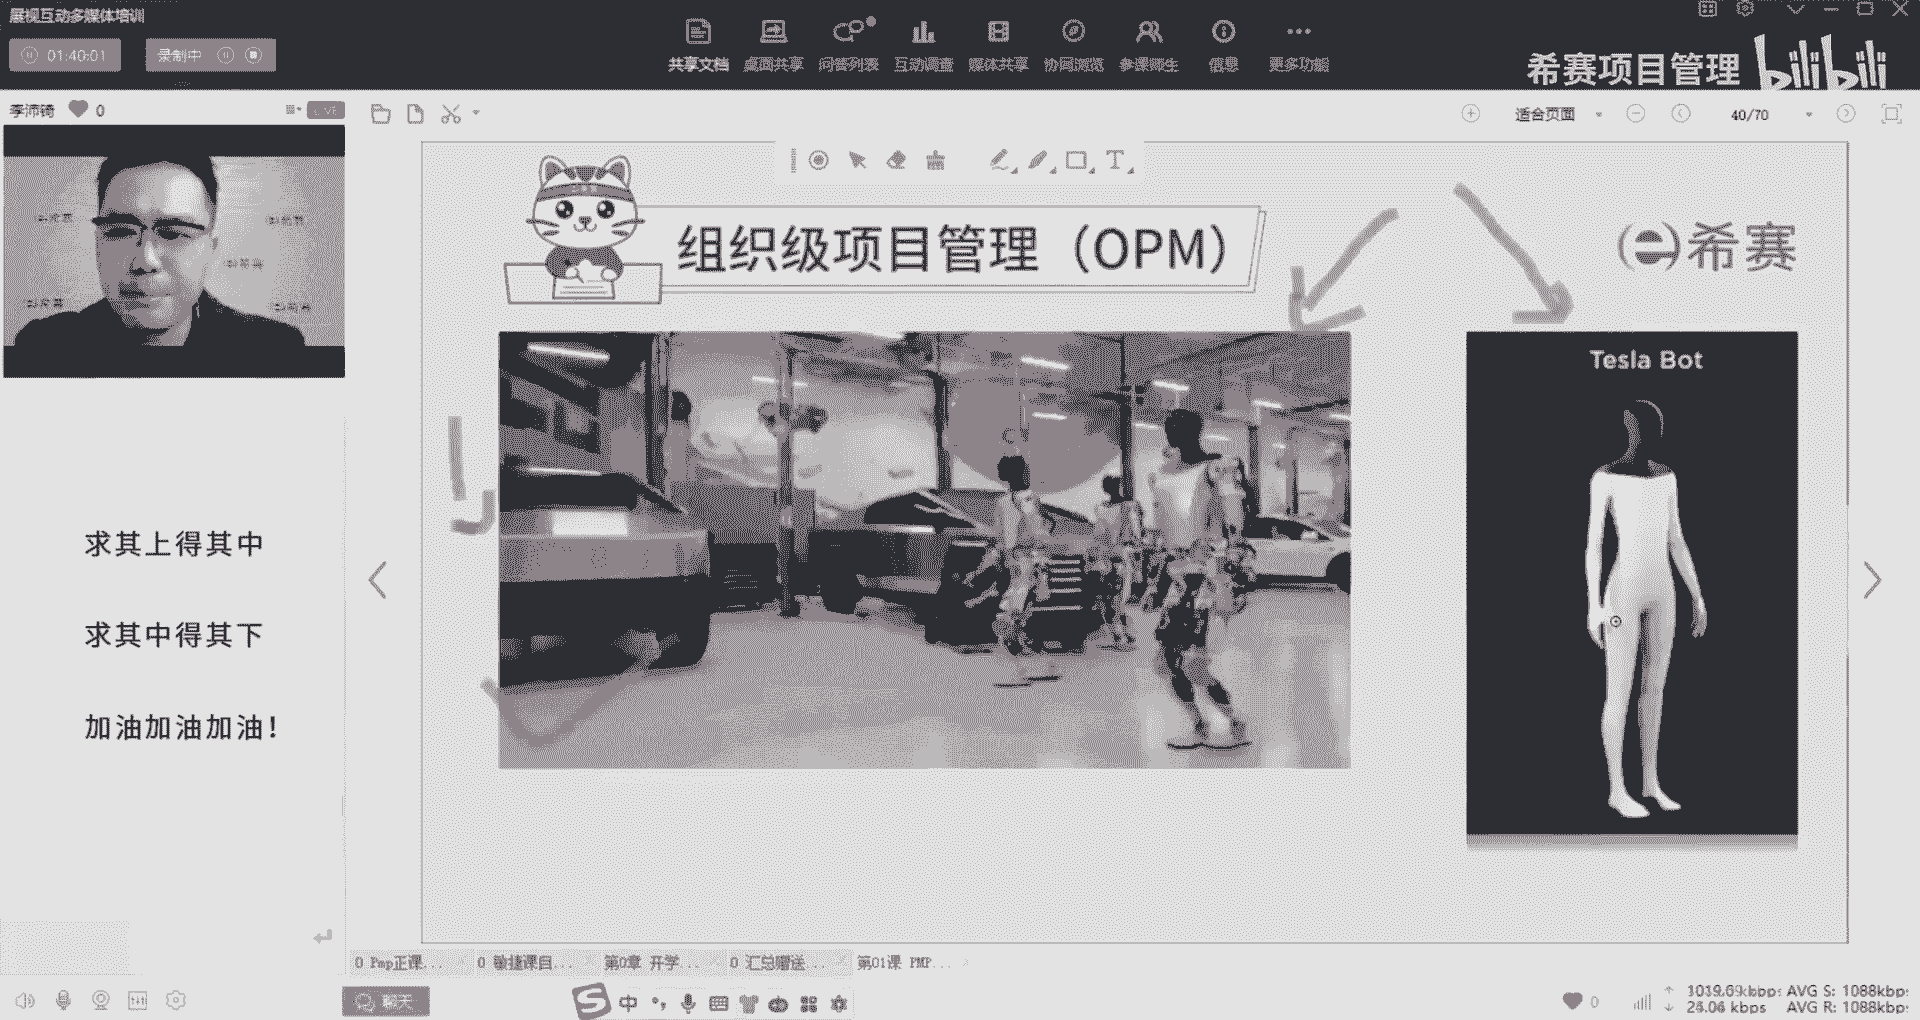 展视互动多媒体培训
01:40:01
录制中
共享文档 桌面共享 问答列表 互动调查 媒体共享 协同浏览 参课师生 信息 更多功能
希赛项目管理 bilibili
李沛锜 0
LIVE
适合页面
40/70
组织级项目管理（OPM）
希赛
Tesla Bot
求其上得其中
求其中得其下
加油加油加油！
0 Pmp正课...
0 敏捷课目...
第0章 开学...
0 汇总赠送...
第01课 PMP...
聊天
中
0
AVG S: 1088kbps
AVG R: 1088kbps